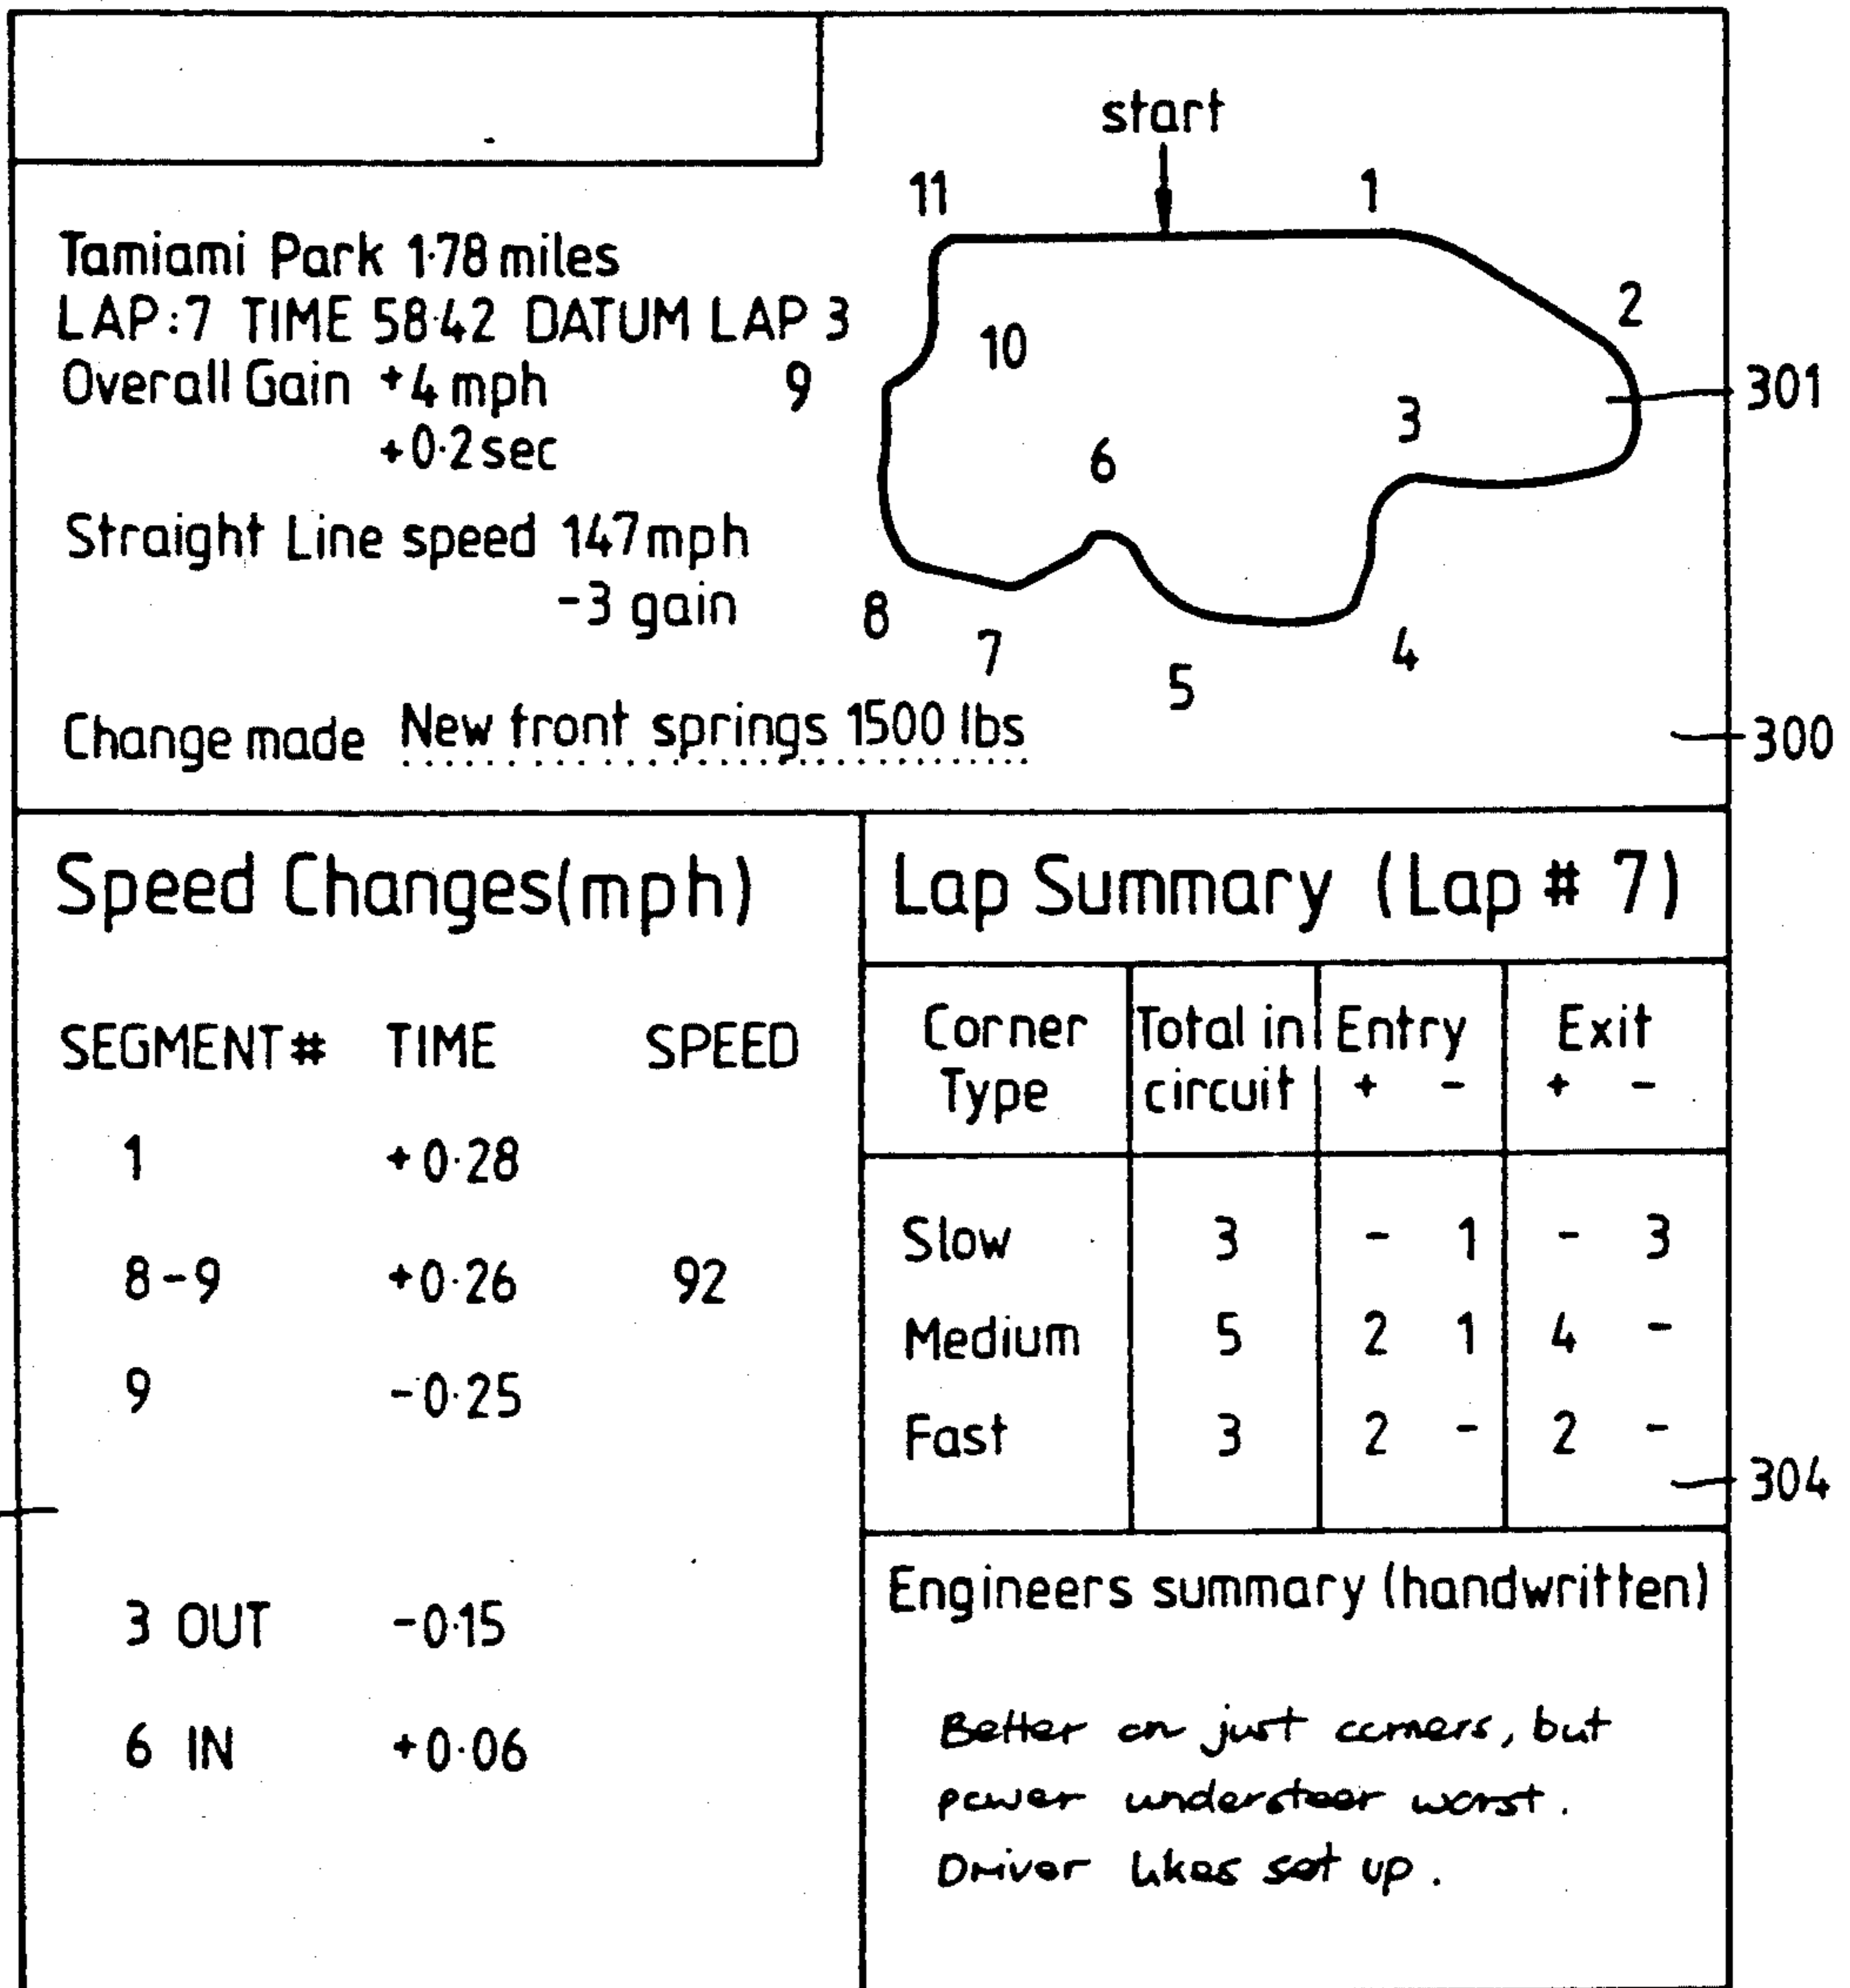 start
11
1
Tamiami Park 1·78 miles
LAP:7 TIME 58·42 DATUM LAP 3
2
10
Overall Gain +4 mph
9
301
+0·2 sec
3
6
Straight Line speed 147mph
-3 gain
8
7
4
5
Change made New front springs 1500 lbs
300
Speed Changes(mph)
SEGMENT# TIME SPEED
1 +0·28
8-9 +0·26 92
9 -0·25
3 OUT -0·15
6 IN +0·06
Lap Summary (Lap # 7)
Corner Type Total in circuit Entry + - Exit + -
Slow 3 - 1 - 3
Medium 5 2 1 4 -
Fast 3 2 - 2 -
304
Engineers summary (handwritten)
Better on just corners, but
power understeer worst.
Driver likes set up.